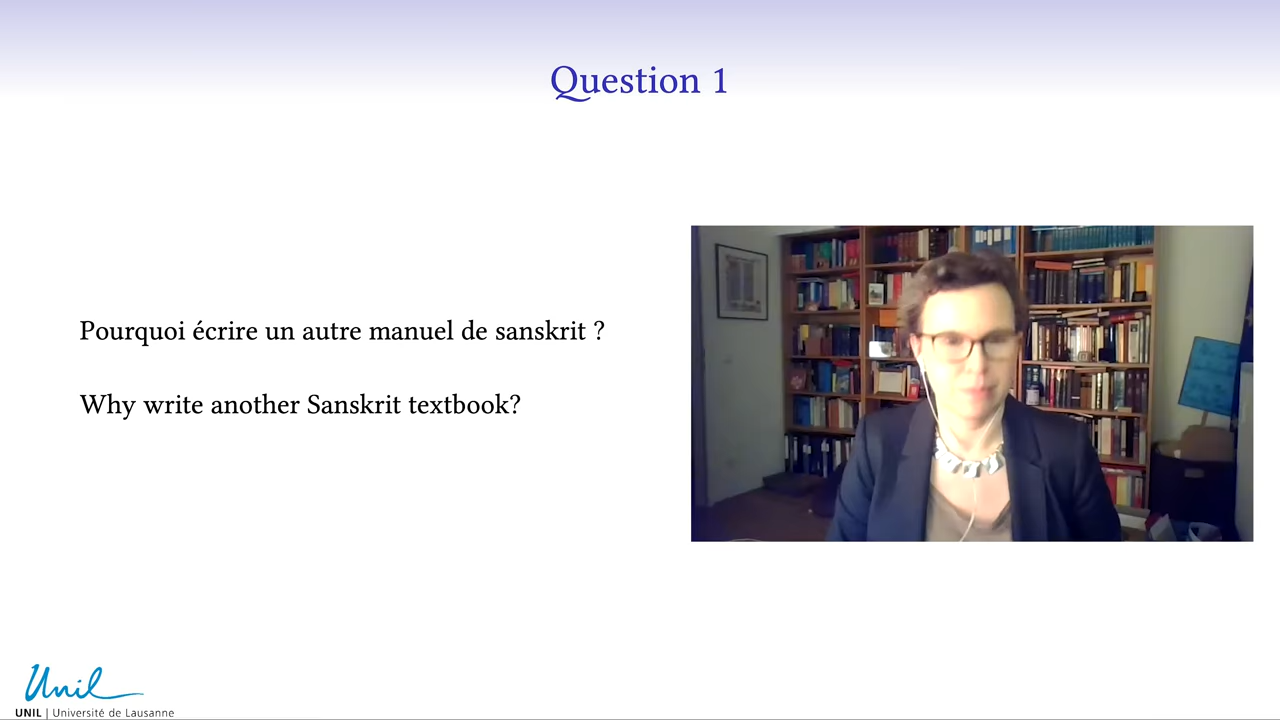 Question 1
Pourquoi écrire un autre manuel de sanskrit ?
Why write another Sanskrit textbook?
Unil
UNIL | Université de Lausanne